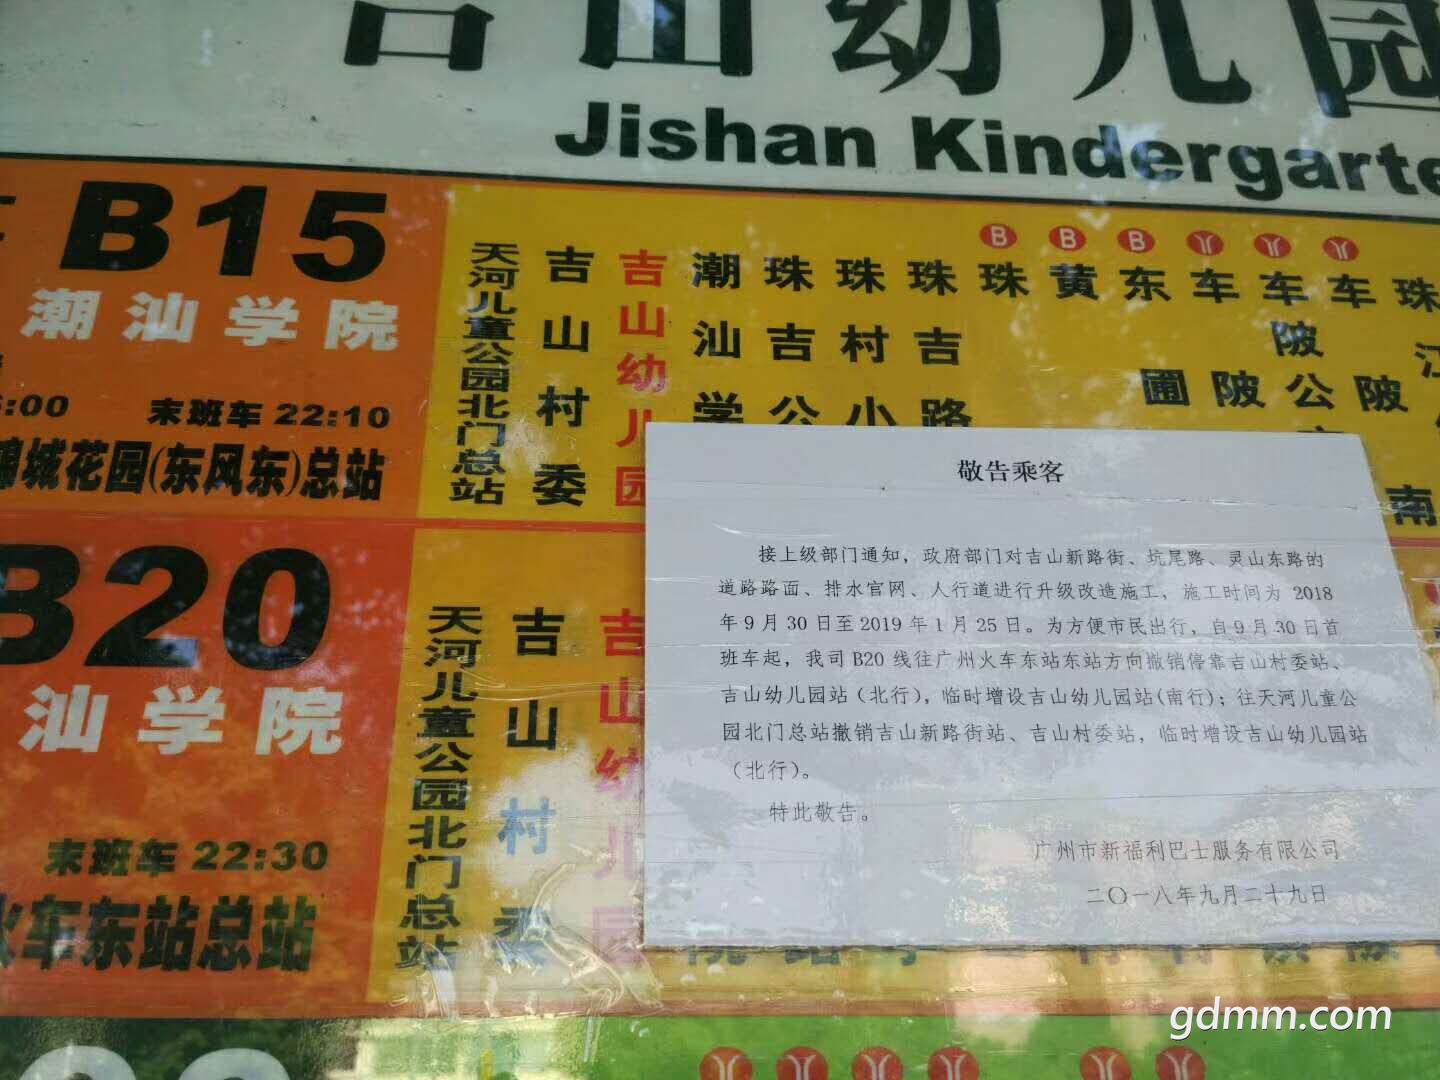 吉山幼儿园
Jishan Kindergarte
B15
潮汕学院
:00 末班车 22:10
锦城花园(东风东)总站
天河儿童公园北门总站
吉山村委
吉山幼儿园
潮汕学
珠吉公
珠村小
珠吉路
珠
黄
东圃
车陂
车陂公
车陂
珠江
南
B20
汕学院
末班车 22:30
火车东站总站
天河儿童公园北门总站
吉山村委
吉山幼儿园
敬告乘客
接上级部门通知，政府部门对吉山新路街、坑尾路、灵山东路的
道路路面、排水官网、人行道进行升级改造施工，施工时间为 2018
年 9 月 30 日至 2019 年 1 月 25 日。为方便市民出行，自 9 月 30 日首
班车起，我司 B20 线往广州火车东站东站方向撤销停靠吉山村委站、
吉山幼儿园站（北行），临时增设吉山幼儿园站(南行)；往天河儿童公
园北门总站撤销吉山新路街站、吉山村委站，临时增设吉山幼儿园站
（北行）。
特此敬告。
广州市新福利巴士服务有限公司
二〇一八年九月二十九日
gdmm.com